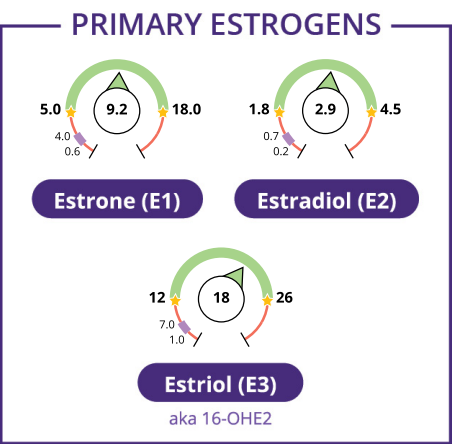 PRIMARY ESTROGENS
5.0 9.2 18.0
4.0
0.6
Estrone (E1)
1.8 2.9 4.5
0.7
0.2
Estradiol (E2)
12 18 26
7.0
1.0
Estriol (E3)
aka 16-OHE2